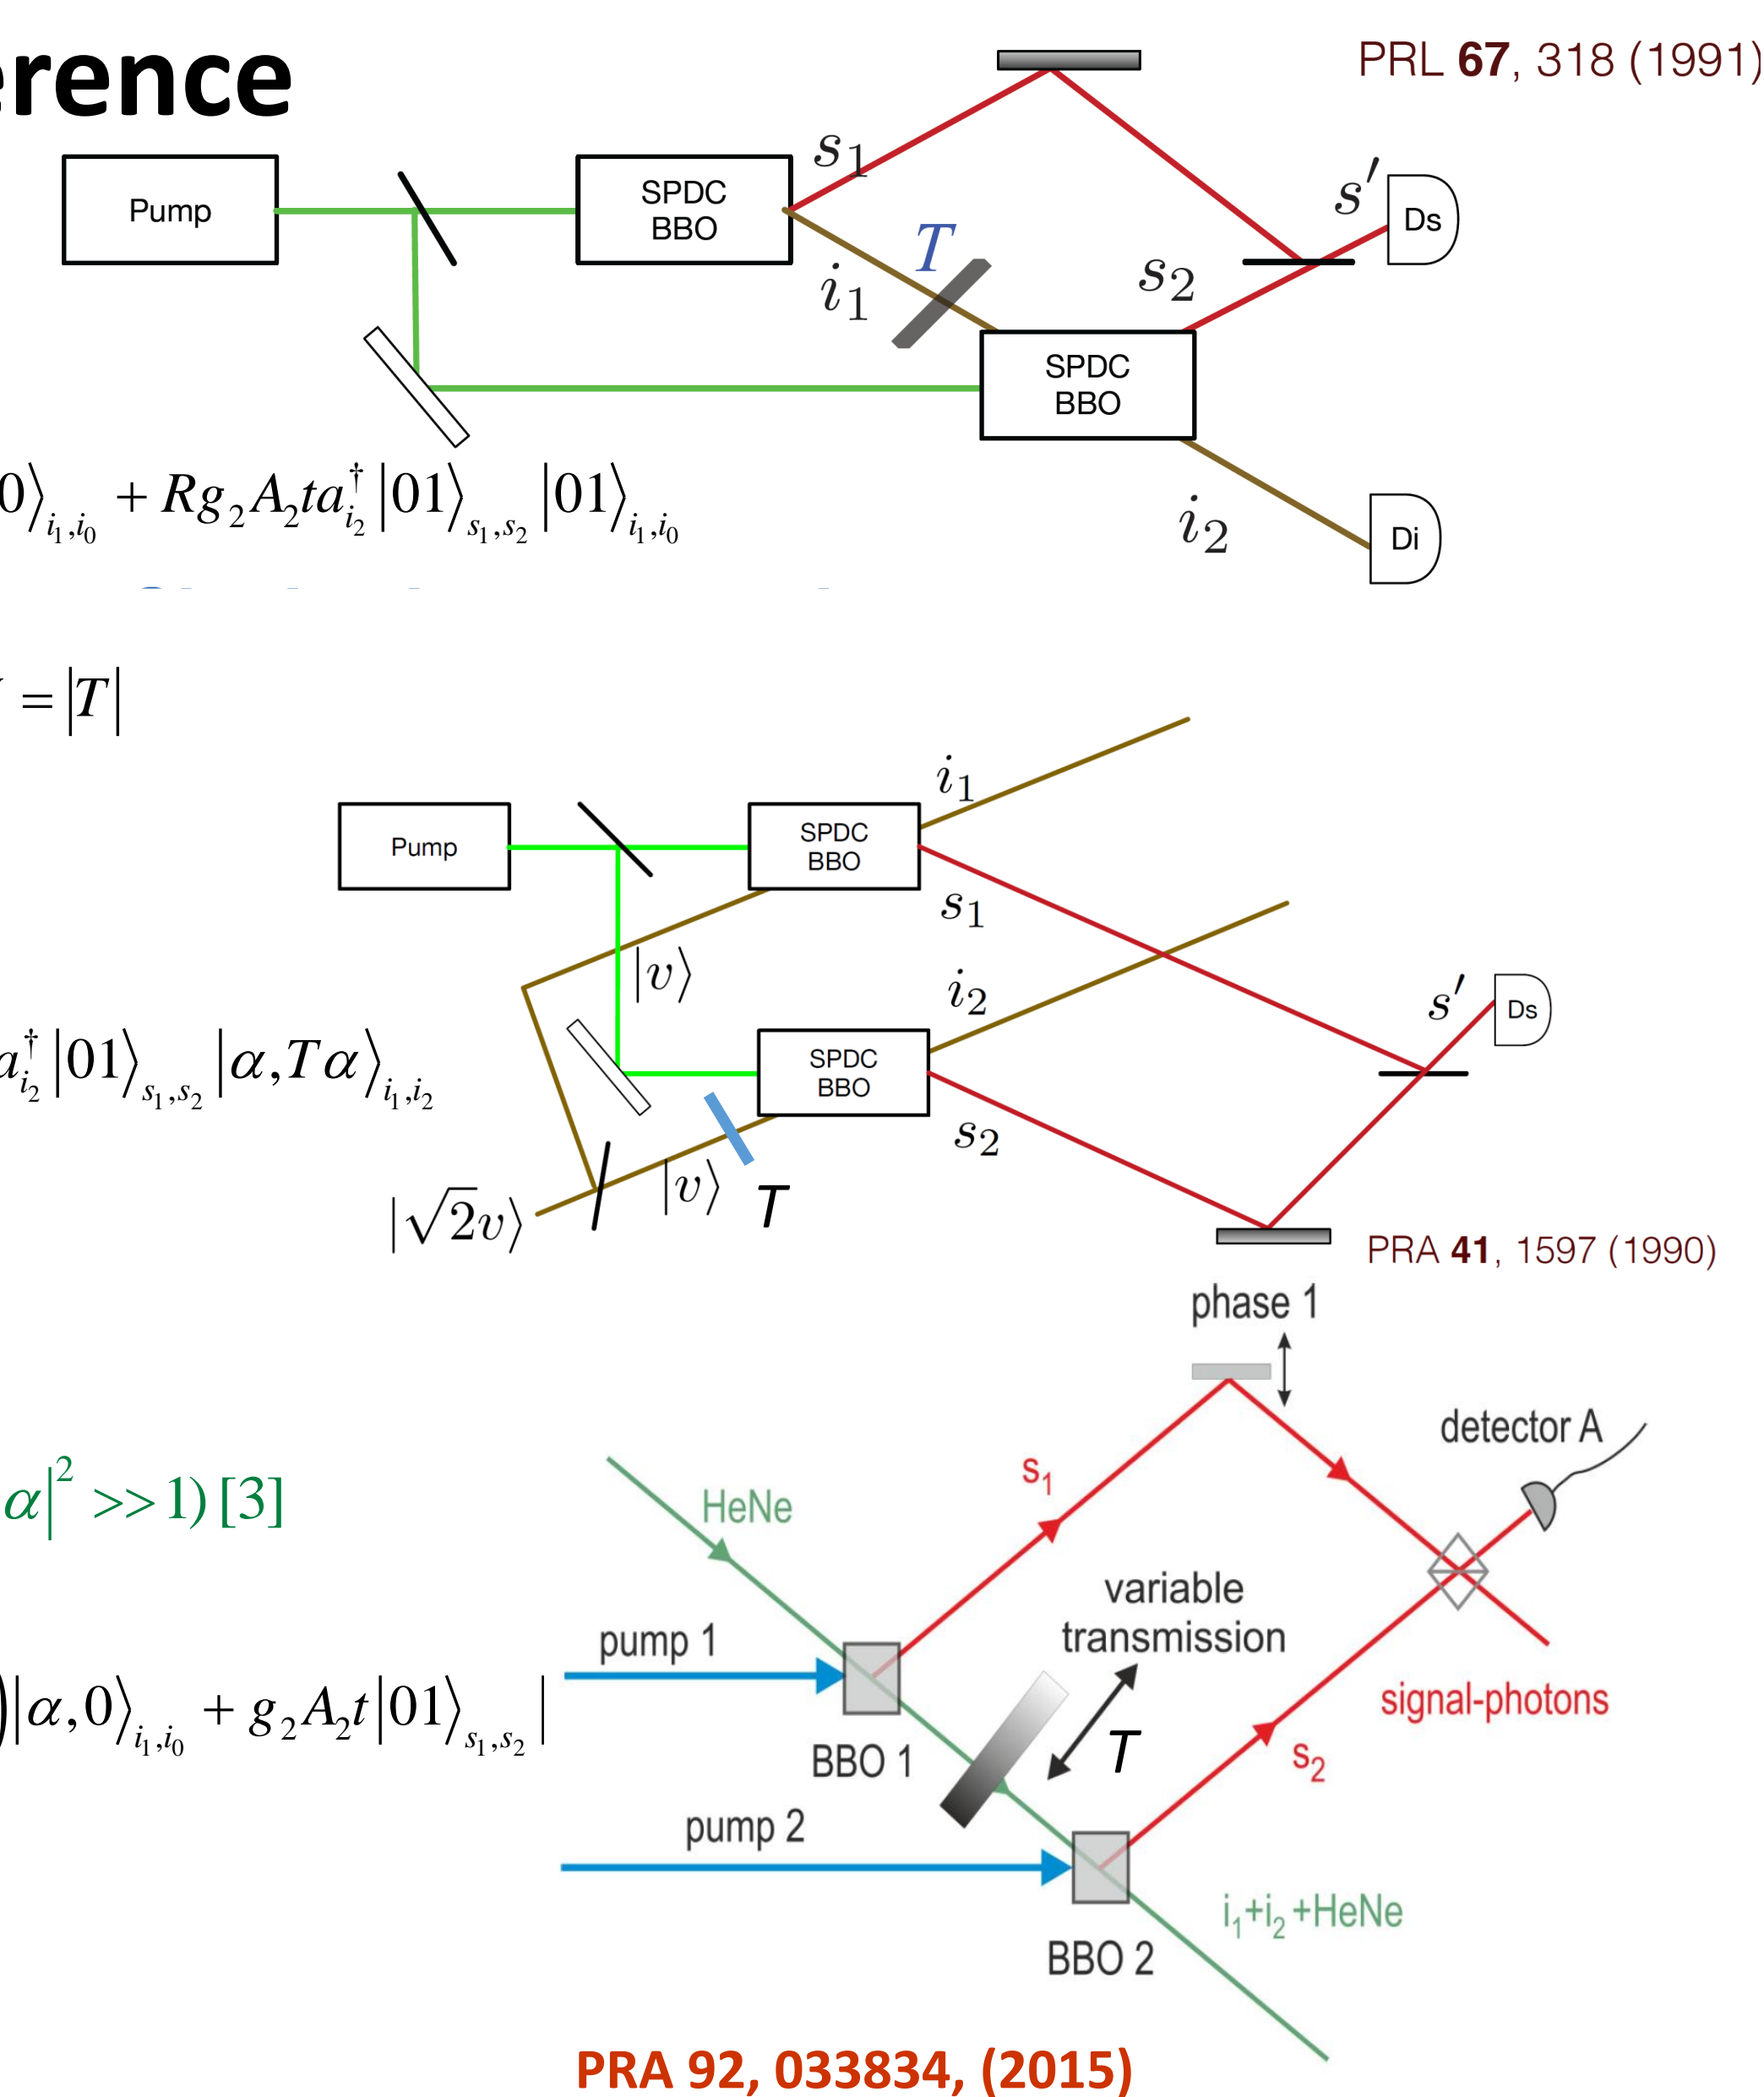 erence
PRL 67, 318 (1991)
s₁
s′
Pump
SPDC
BBO
Ds
T
i₁
s₂
SPDC
BBO
0⟩_{i₁,i₀} + Rg₂A₂ta†_{i₂}|01⟩_{s₁,s₂}|01⟩_{i₁,i₀}
i₂
Di
= |T|
i₁
Pump
SPDC
BBO
s₁
|v⟩
i₂
s′
Ds
SPDC
BBO
a†_{i₂}|01⟩_{s₁,s₂}|α,Tα⟩_{i₁,i₂}
s₂
|√2v⟩
|v⟩
T
PRA 41, 1597 (1990)
phase 1
detector A
s₁
α|² >>1) [3]
HeNe
variable
transmission
pump 1
signal-photons
)|α,0⟩_{i₁,i₀} + g₂A₂t|01⟩_{s₁,s₂}|
BBO 1
T
s₂
pump 2
i₁+i₂+HeNe
BBO 2
PRA 92, 033834, (2015)